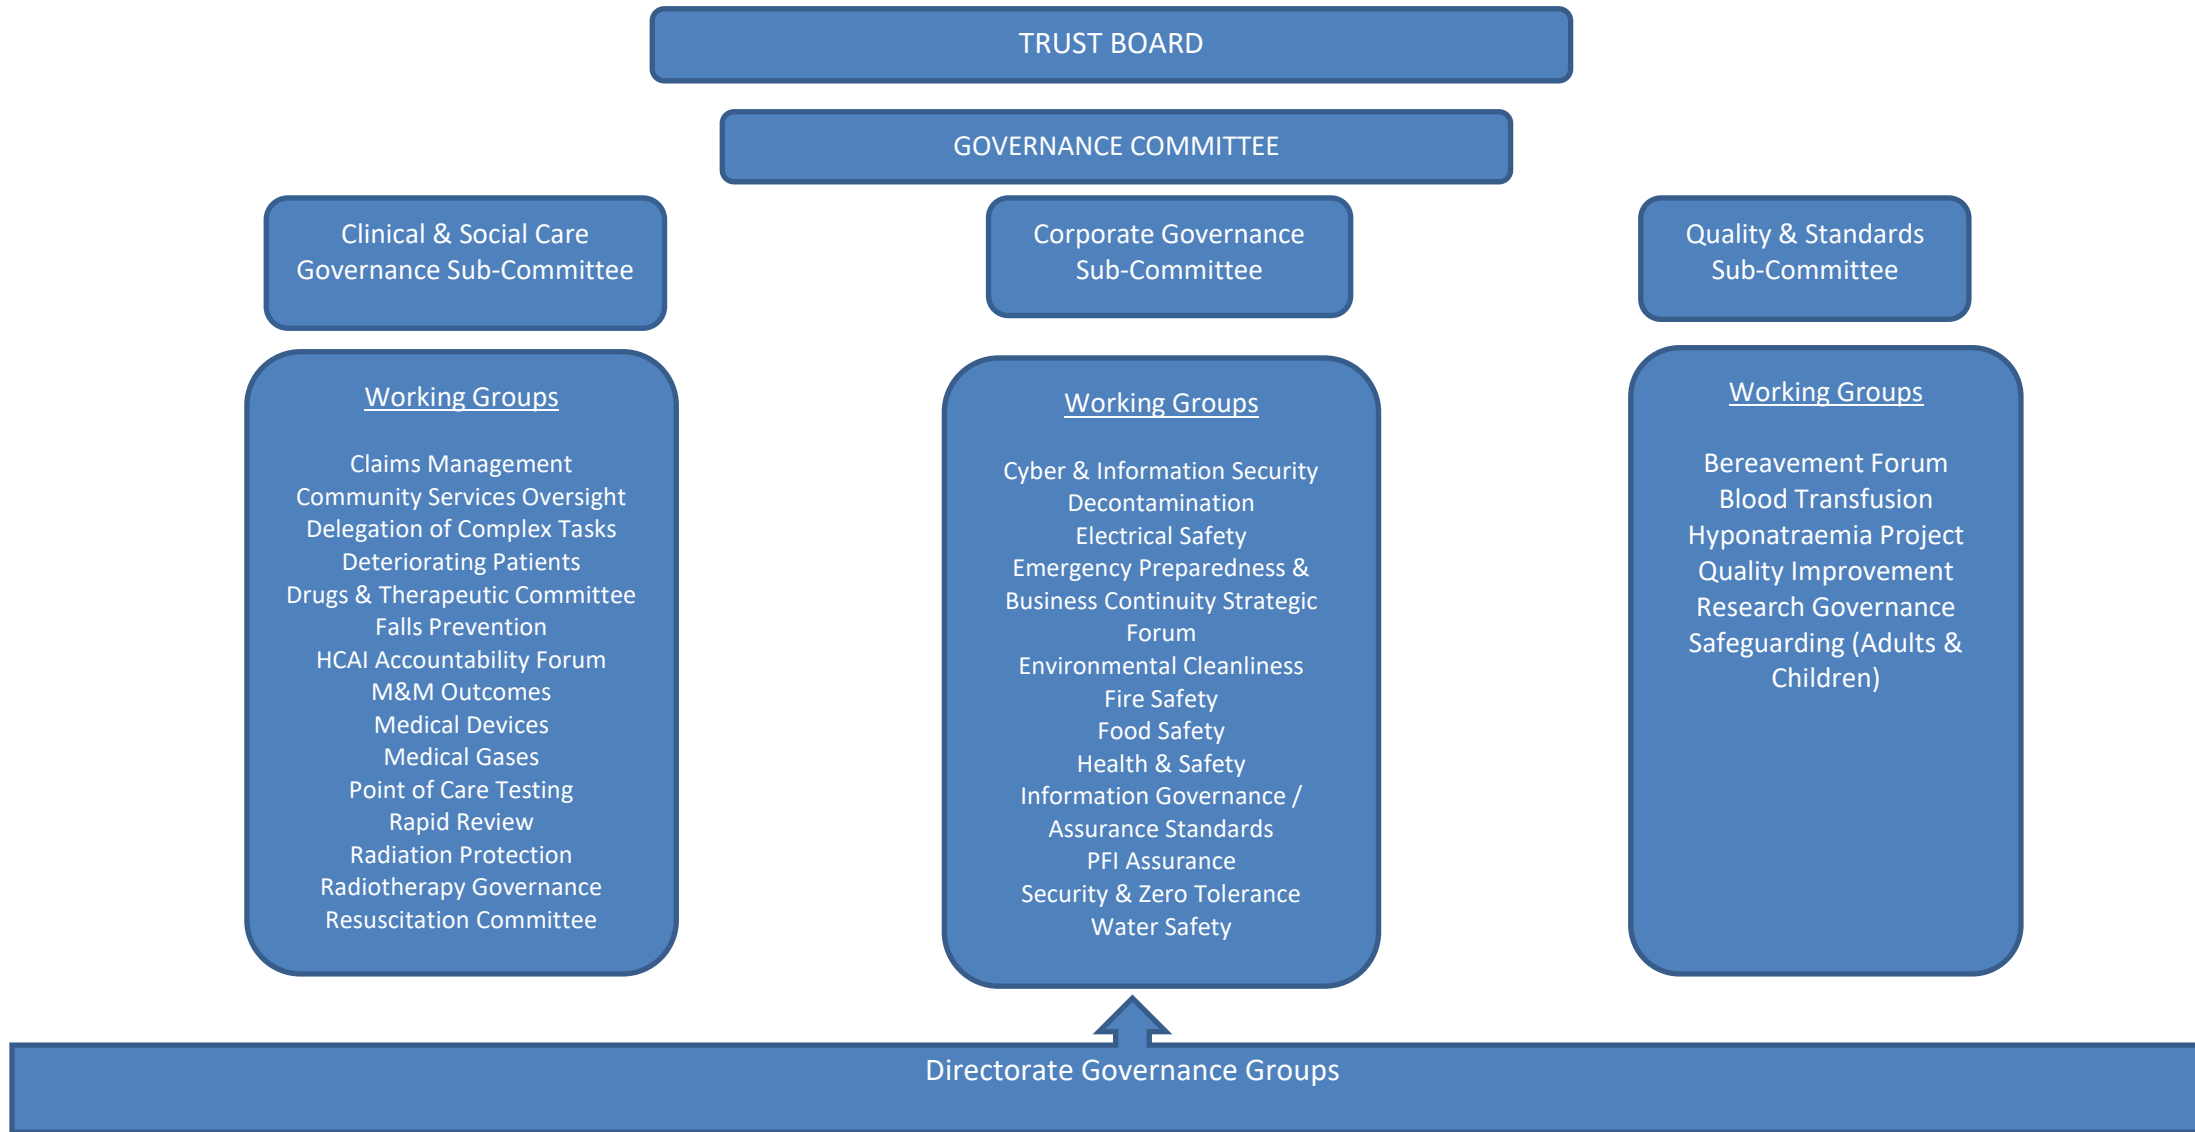 TRUST BOARD
GOVERNANCE COMMITTEE
Clinical & Social Care
Governance Sub-Committee
Corporate Governance
Sub-Committee
Quality & Standards
Sub-Committee
Working Groups
Claims Management
Community Services Oversight
Delegation of Complex Tasks
Deteriorating Patients
Drugs & Therapeutic Committee
Falls Prevention
HCAI Accountability Forum
M&M Outcomes
Medical Devices
Medical Gases
Point of Care Testing
Rapid Review
Radiation Protection
Radiotherapy Governance
Resuscitation Committee
Working Groups
Cyber & Information Security
Decontamination
Electrical Safety
Emergency Preparedness &
Business Continuity Strategic
Forum
Environmental Cleanliness
Fire Safety
Food Safety
Health & Safety
Information Governance /
Assurance Standards
PFI Assurance
Security & Zero Tolerance
Water Safety
Working Groups
Bereavement Forum
Blood Transfusion
Hyponatraemia Project
Quality Improvement
Research Governance
Safeguarding (Adults &
Children)
Directorate Governance Groups